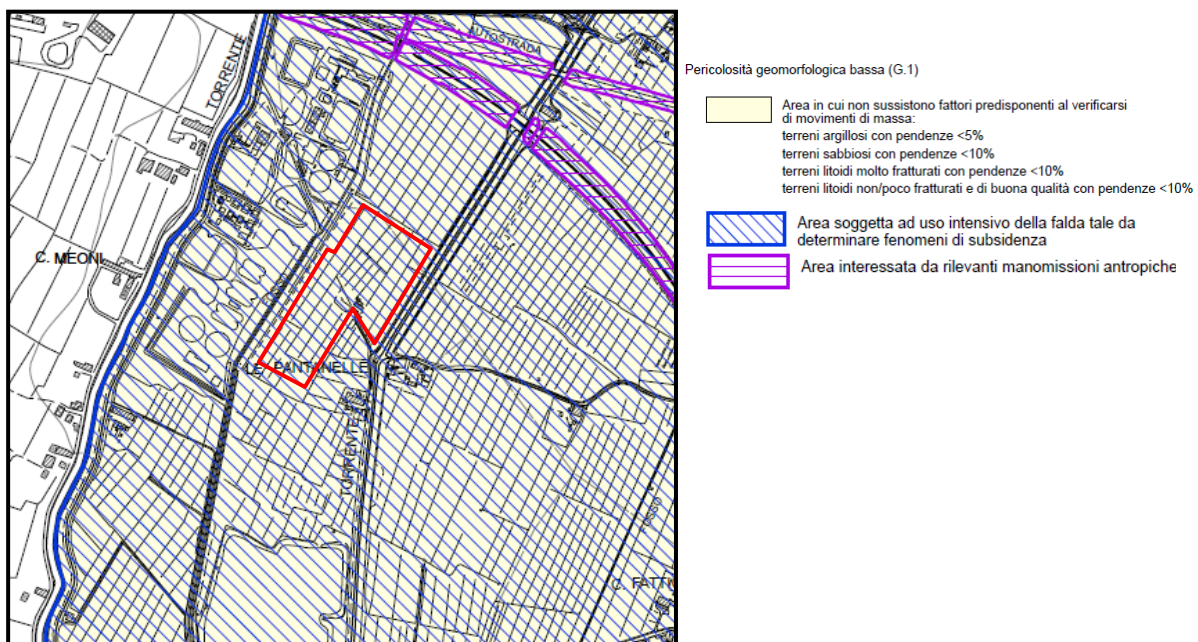 AUTOSTRADA
TORRENTE
C. MEONI
LE PANTANELLE
TORRENTE
FOSSO
C. FATTI
Pericolosità geomorfologica bassa (G.1)
Area in cui non sussistono fattori predisponenti al verificarsi
di movimenti di massa:
terreni argillosi con pendenze <5%
terreni sabbiosi con pendenze <10%
terreni litoidi molto fratturati con pendenze <10%
terreni litoidi non/poco fratturati e di buona qualità con pendenze <10%
Area soggetta ad uso intensivo della falda tale da
determinare fenomeni di subsidenza
Area interessata da rilevanti manomissioni antropiche